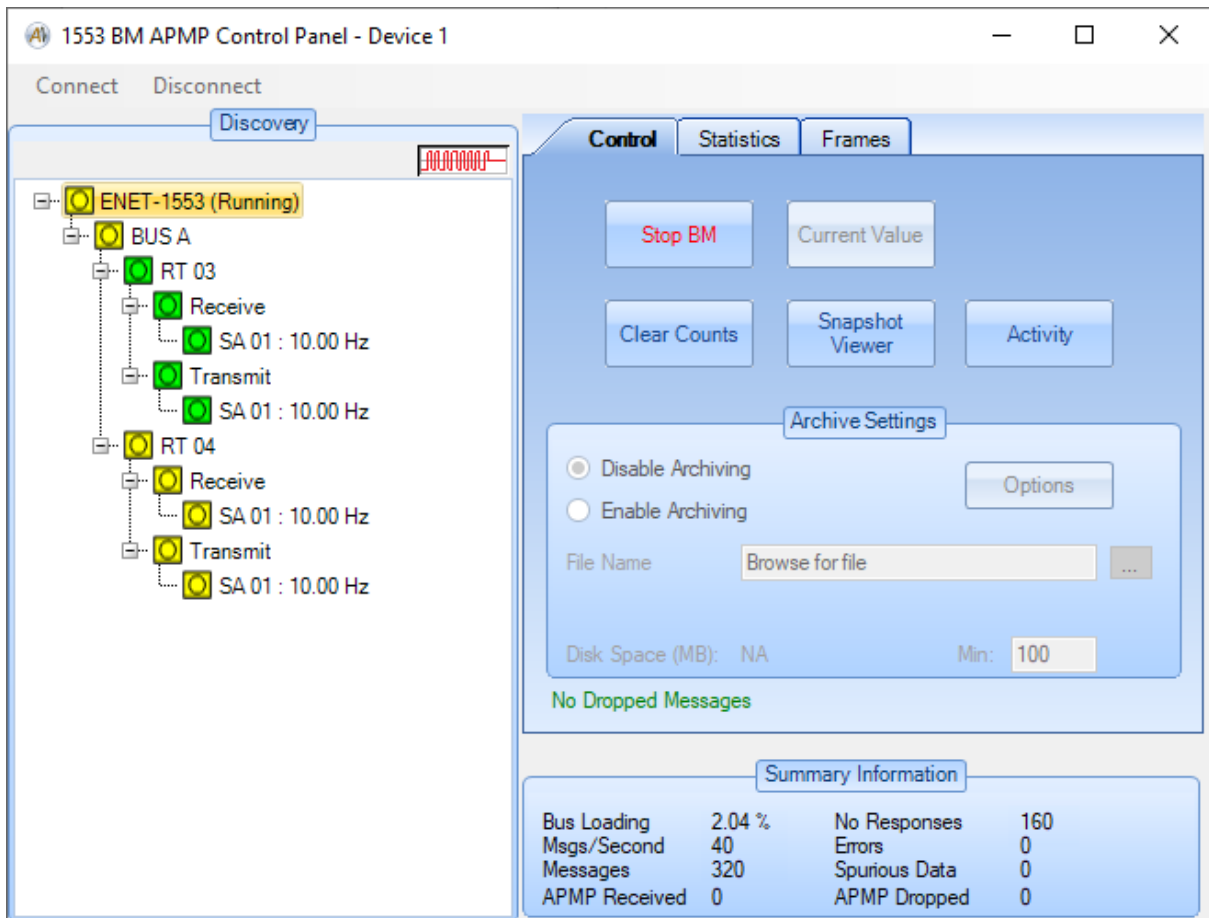 1553 BM APMP Control Panel - Device 1
Connect Disconnect
Discovery
ENET-1553 (Running)
BUS A
RT 03
Receive
SA 01 : 10.00 Hz
Transmit
SA 01 : 10.00 Hz
RT 04
Receive
SA 01 : 10.00 Hz
Transmit
SA 01 : 10.00 Hz
Control Statistics Frames
Stop BM Current Value
Clear Counts Snapshot Viewer Activity
Archive Settings
Disable Archiving Options
Enable Archiving
File Name Browse for file ...
Disk Space (MB): NA Min: 100
No Dropped Messages
Summary Information
Bus Loading 2.04 % No Responses 160
Msgs/Second 40 Errors 0
Messages 320 Spurious Data 0
APMP Received 0 APMP Dropped 0